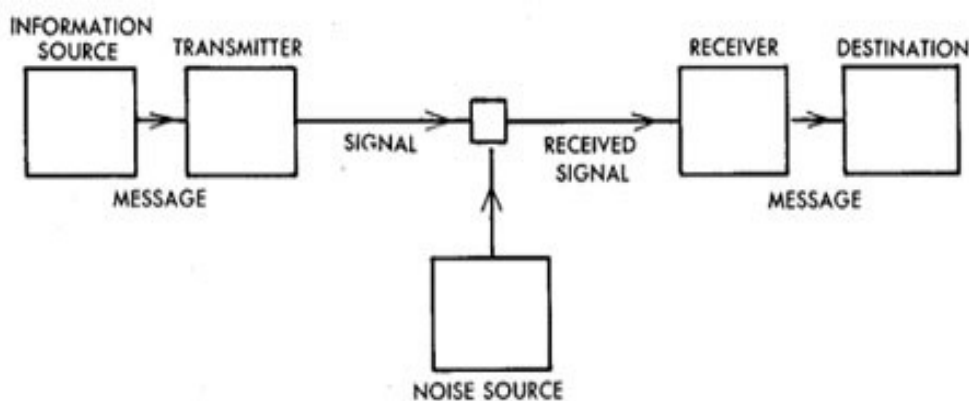 INFORMATION
SOURCE
TRANSMITTER
RECEIVER
DESTINATION
SIGNAL
RECEIVED
SIGNAL
MESSAGE
MESSAGE
NOISE SOURCE